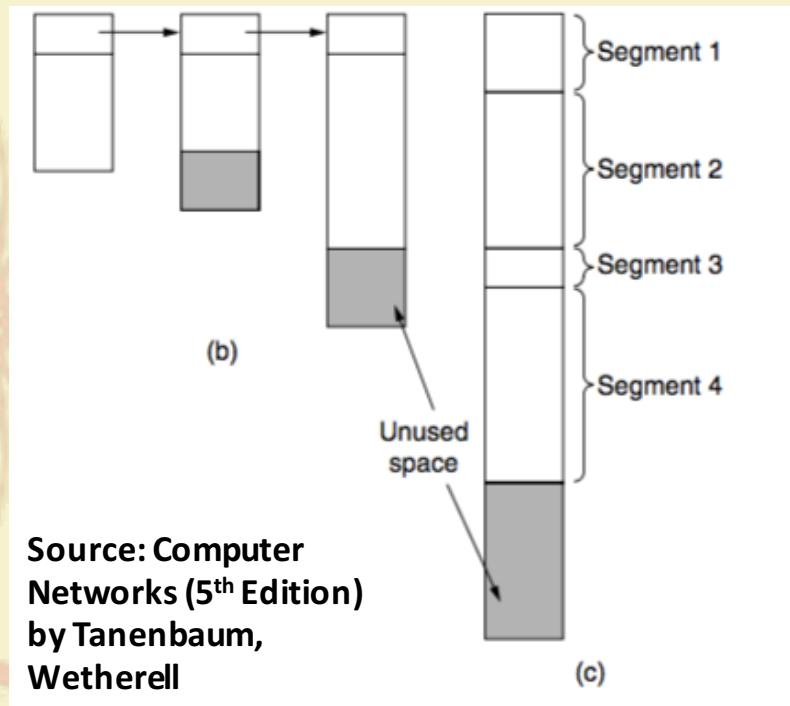 Segment 1
Segment 2
Segment 3
(b)
Segment 4
Unused
space
Source: Computer
Networks (5th Edition)
by Tanenbaum,
Wetherell
(c)